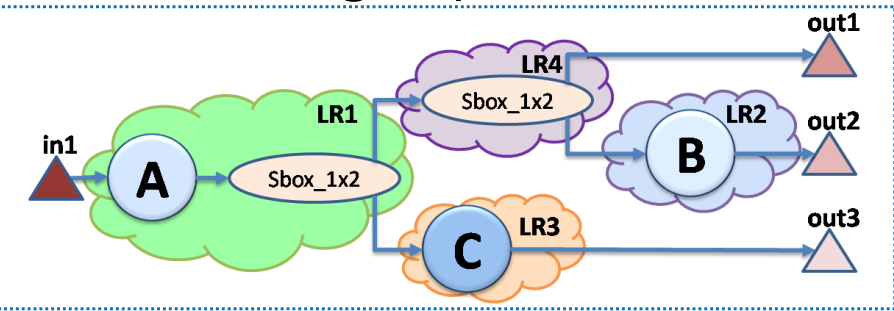 out1
LR4
Sbox_1x2
LR1
LR2
out2
in1
A
B
Sbox_1x2
out3
LR3
C